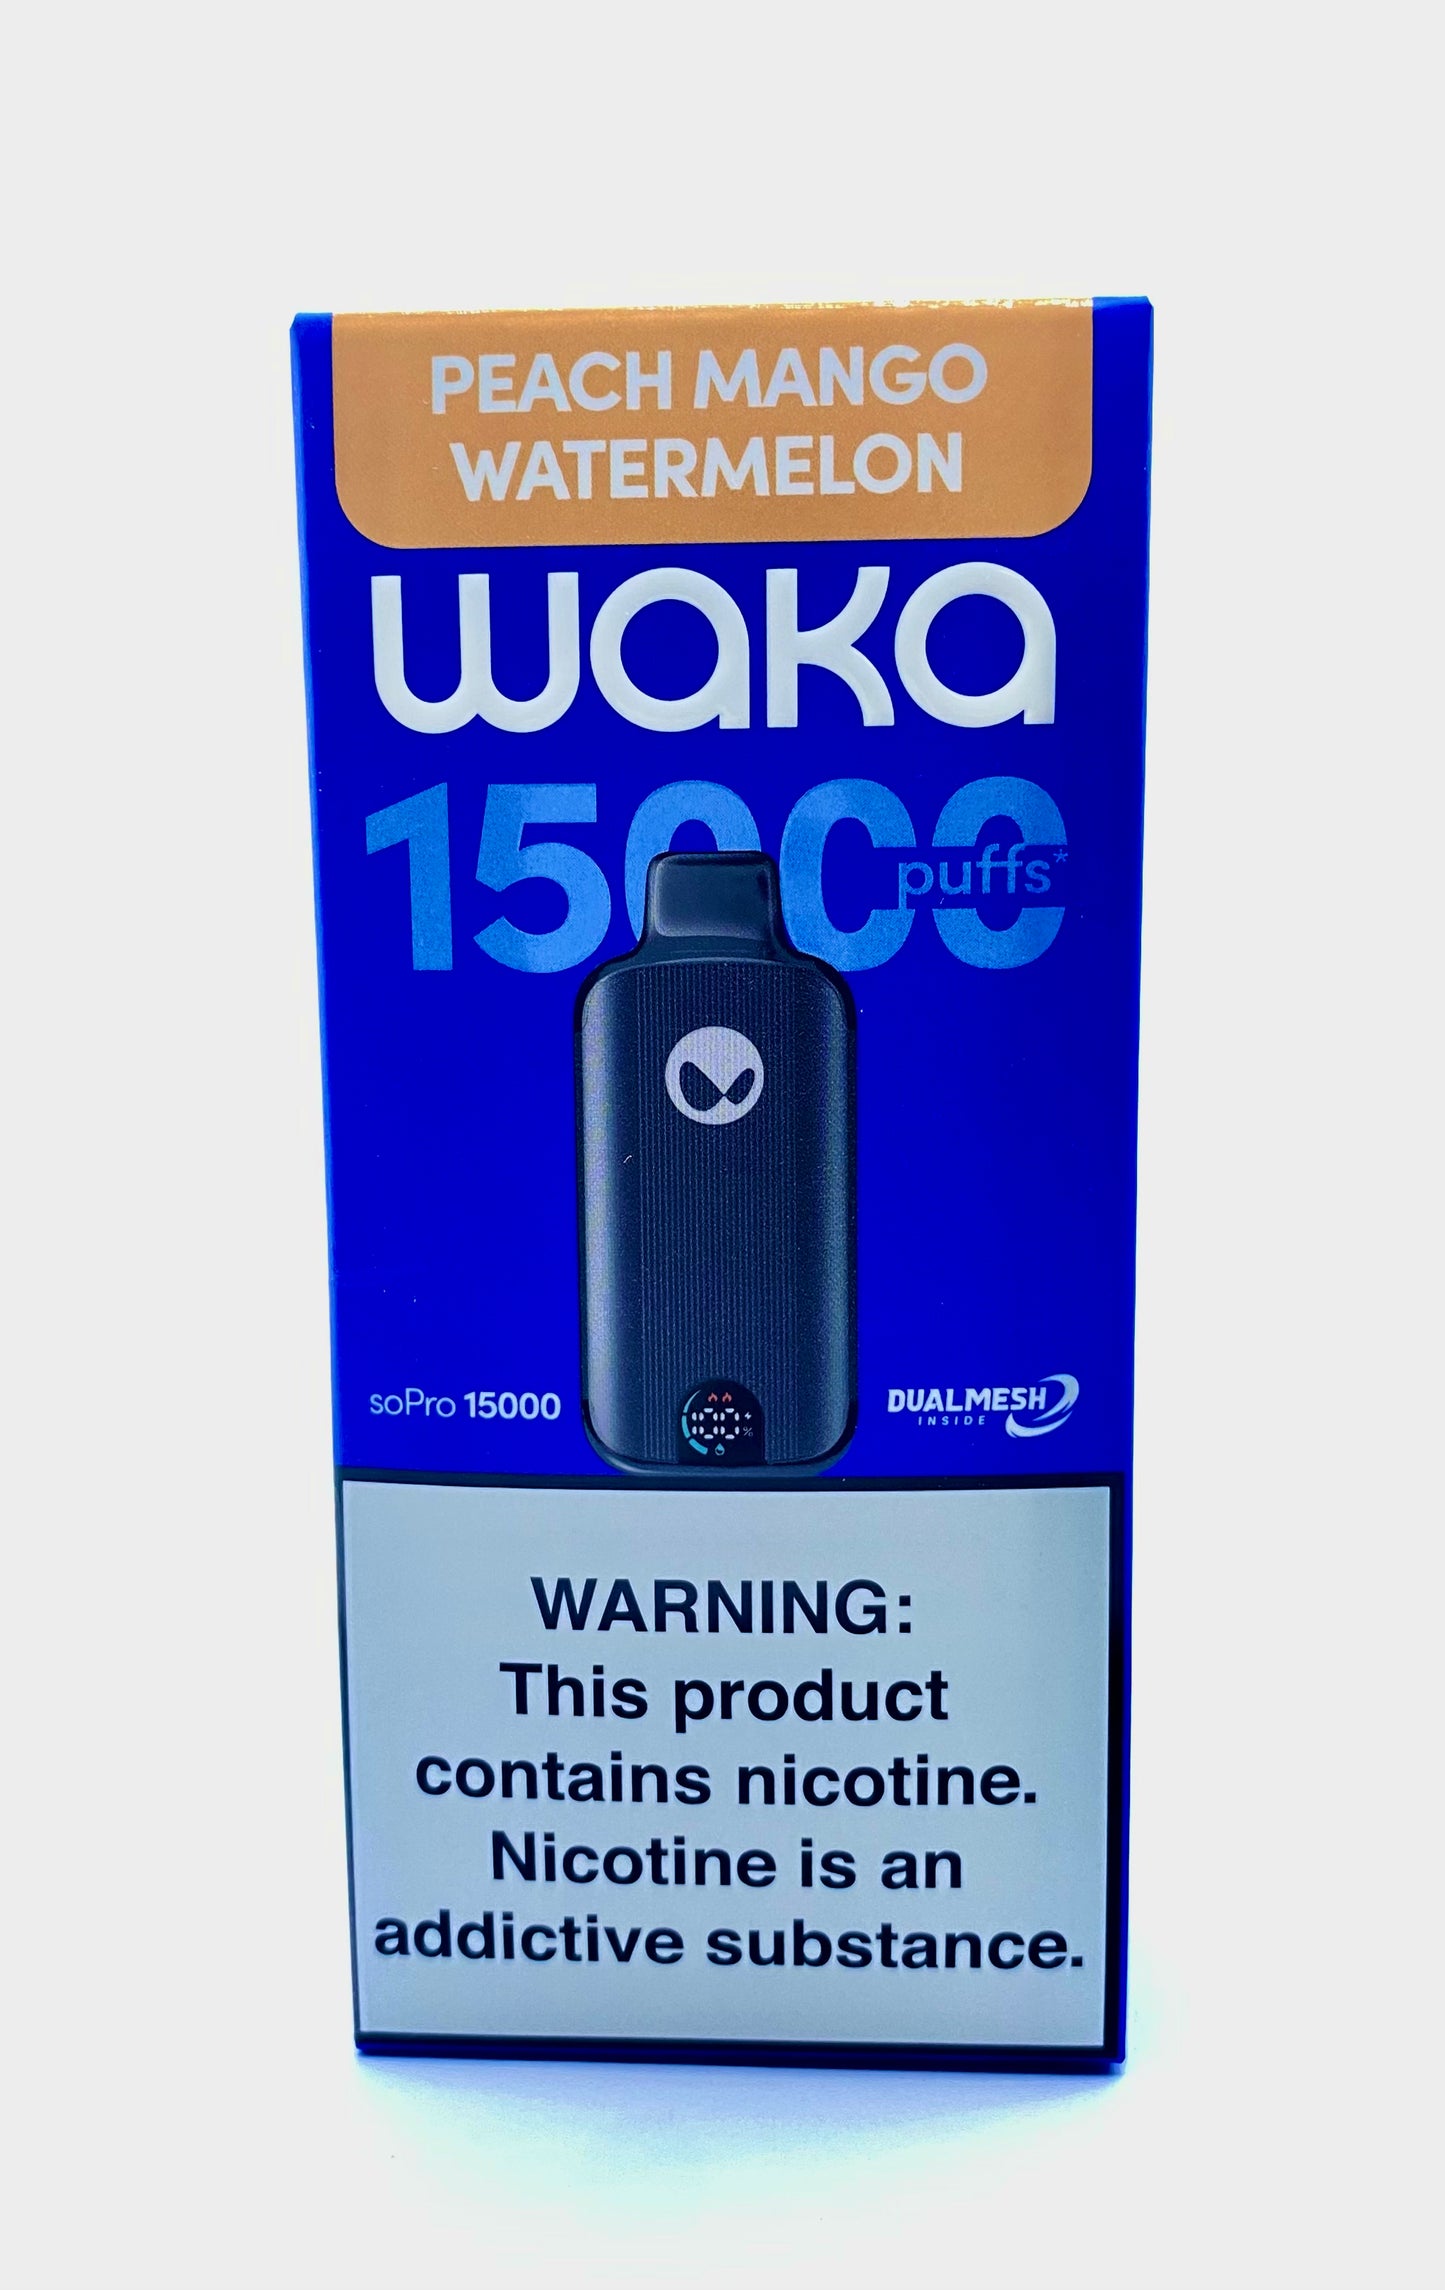 PEACH MANGO
WATERMELON
waka
15000
puffs*
soPro 15000
DUALMESH
INSIDE
100
%
WARNING:
This product
contains nicotine.
Nicotine is an
addictive substance.